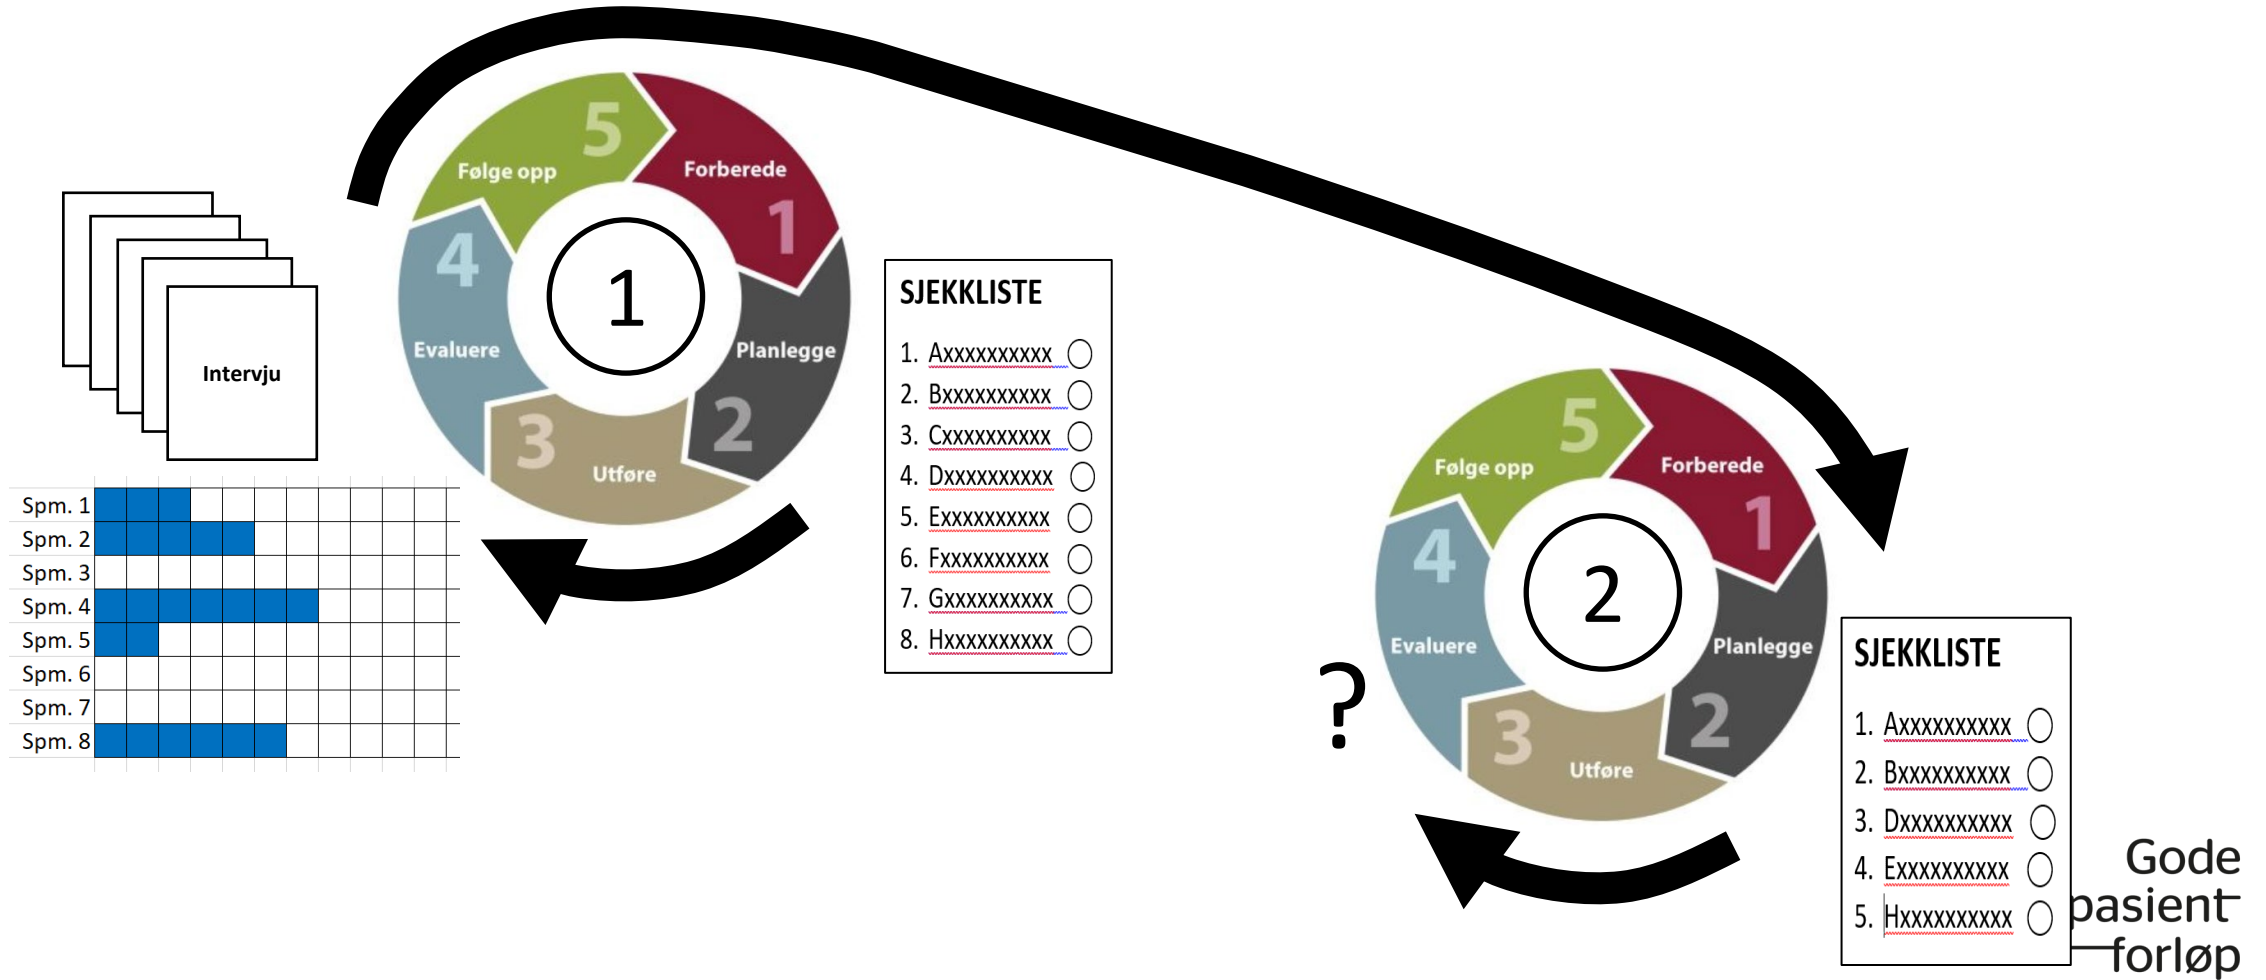 5
Følge opp
Forberede
1
4
Evaluere
1
Planlegge
2
3
Utføre
Intervju
Spm. 1
Spm. 2
Spm. 3
Spm. 4
Spm. 5
Spm. 6
Spm. 7
Spm. 8
SJEKKLISTE
1. Axxxxxxxxxx
2. Bxxxxxxxxxx
3. Cxxxxxxxxxx
4. Dxxxxxxxxxx
5. Exxxxxxxxxx
6. Fxxxxxxxxxx
7. Gxxxxxxxxxx
8. Hxxxxxxxxxx
5
Følge opp
Forberede
1
4
Evaluere
2
Planlegge
2
3
Utføre
?
SJEKKLISTE
1. Axxxxxxxxxx
2. Bxxxxxxxxxx
3. Dxxxxxxxxxx
4. Exxxxxxxxxx
5. Hxxxxxxxxxx
Gode
pasient
forløp